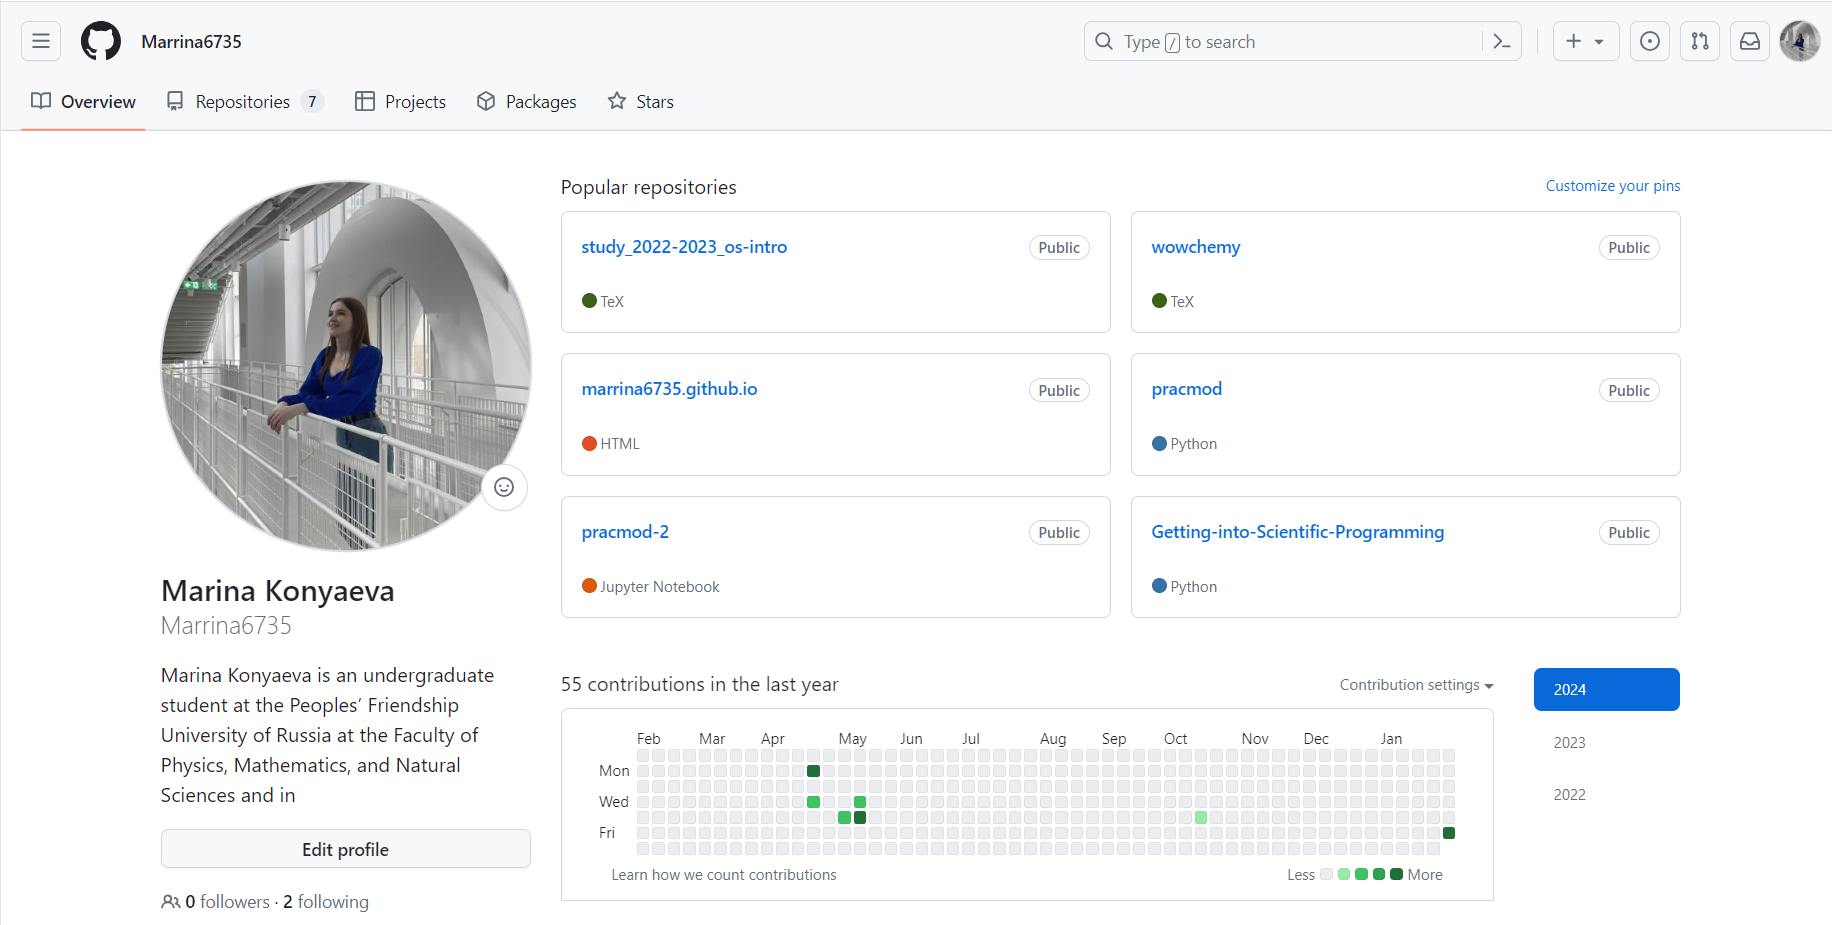 Marrina6735
Type / to search
Overview
Repositories 7
Projects
Packages
Stars
Marina Konyaeva
Marrina6735
Marina Konyaeva is an undergraduate
student at the Peoples’ Friendship
University of Russia at the Faculty of
Physics, Mathematics, and Natural
Sciences and in
Edit profile
0 followers · 2 following
Popular repositories
Customize your pins
study_2022-2023_os-intro
Public
TeX
wowchemy
Public
TeX
marrina6735.github.io
Public
HTML
pracmod
Public
Python
pracmod-2
Public
Jupyter Notebook
Getting-into-Scientific-Programming
Public
Python
55 contributions in the last year
Contribution settings
Feb Mar Apr May Jun Jul Aug Sep Oct Nov Dec Jan
Mon
Wed
Fri
Learn how we count contributions
Less
More
2024
2023
2022